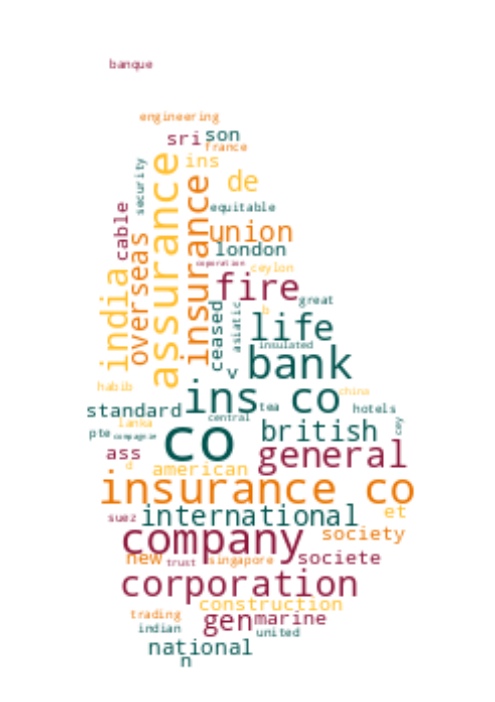 banque
engineering
sri son
france
ins
security
assurance
insurance
de
equitable
cable
overseas
union
london
corporation
ceylon
india
fire
great
ceased
asiatic
b
life
insulated
v
bank
habib
ins co
china
standard
tea
hotels
central
lanka
co
british
cey
pte
compagnie
ass
general
d
american
insurance co
suez
international
et
company
society
new
trust
singapore
societe
corporation
construction
trading
gen
marine
indian
united
national
n